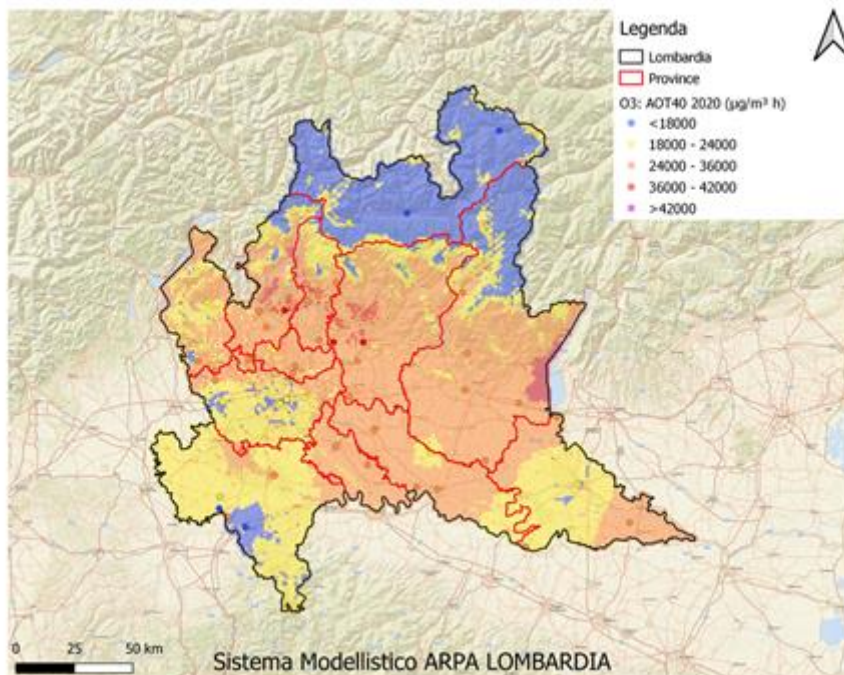 Legenda
Lombardia
Province
O3: AOT40 2020 (µg/m³ h)
<18000
18000 - 24000
24000 - 36000
36000 - 42000
>42000
0 25 50 km
Sistema Modellistico ARPA LOMBARDIA